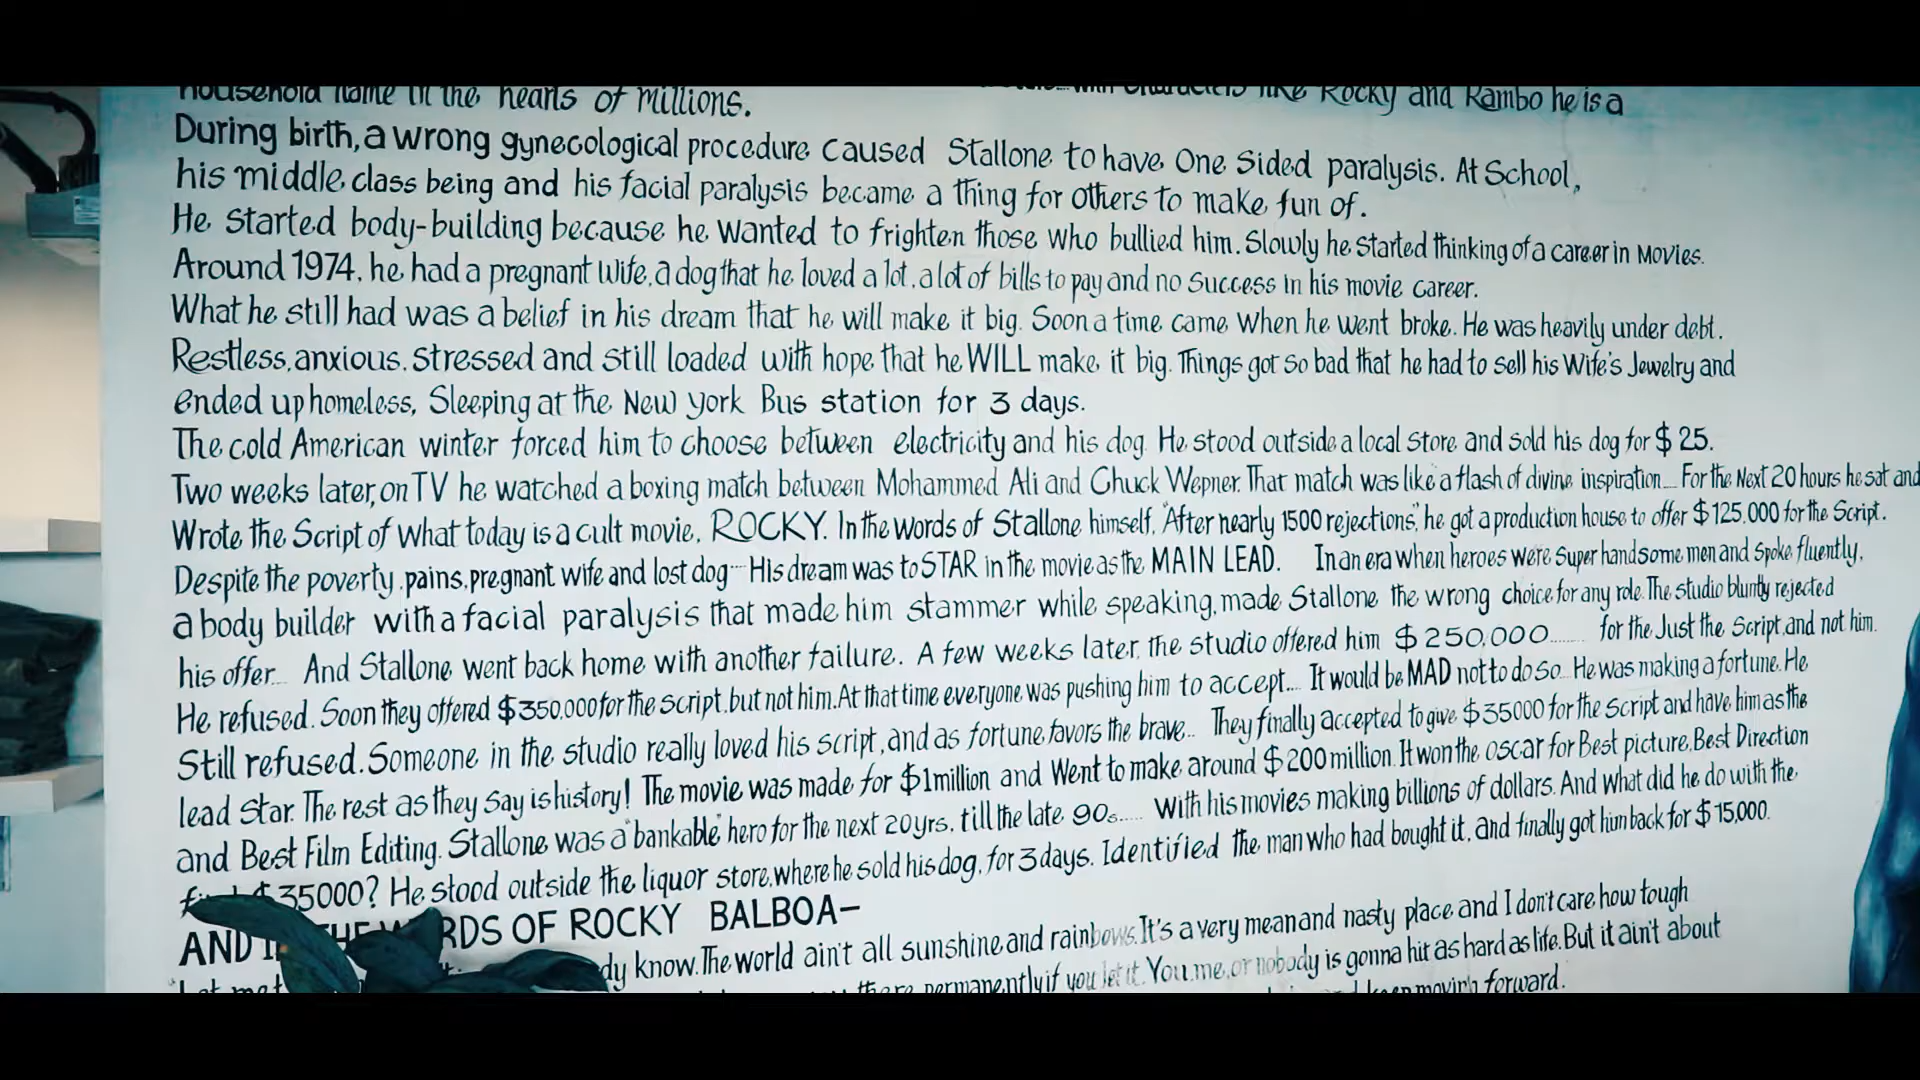 with characters like Rocky and Rambo he is a
household name in the hearts of millions.
During birth, a wrong gynecological procedure caused Stallone to have One Sided paralysis. At School,
his middle class being and his facial paralysis became a thing for others to make fun of.
He started body-building because he wanted to frighten those who bullied him. Slowly he started thinking of a career in Movies.
Around 1974, he had a pregnant wife, a dog that he loved a lot, a lot of bills to pay and no success in his movie career.
What he still had was a belief in his dream that he will make it big. Soon a time came when he went broke. He was heavily under debt.
Restless, anxious, stressed and still loaded with hope that he WILL make it big. Things got so bad that he had to sell his Wife's Jewelry and
ended up homeless, Sleeping at the New York Bus station for 3 days.
The cold American winter forced him to choose between electricity and his dog. He stood outside a local store and sold his dog for $ 25.
Two weeks later, on TV he watched a boxing match between Mohammed Ali and Chuck Wepner. That match was like a flash of divine inspiration.... For the Next 20 hours he sat and
Wrote the Script of what today is a cult movie, ROCKY. In the words of Stallone himself, "After nearly 1500 rejections", he got a production house to offer $ 125,000 for the Script.
Despite the poverty, pains, pregnant wife and lost dog... His dream was to STAR in the movie as the MAIN LEAD. In an era when heroes were super handsome men and spoke fluently,
a body builder with a facial paralysis that made him stammer while speaking, made Stallone the wrong choice for any role. The studio bluntly rejected
his offer... And Stallone went back home with another failure. A few weeks later, the studio offered him $ 250,000...... for the Just the Script, and not him.
He refused. Soon they offered $350,000 for the script, but not him. At that time everyone was pushing him to accept.... It would be MAD not to do so... He was making a fortune. He
Still refused. Someone in the studio really loved his script, and as fortune favors the brave... They finally accepted to give $35000 for the script and have him as the
lead Star. The rest as they say is history! The movie was made for $1 million and Went to make around $ 200 million. It won the oscar for Best picture, Best Direction
and Best Film Editing. Stallone was a "bankable" hero for the next 20yrs, till the late 90s..... With his movies making billions of dollars. And what did he do with the
$ 35000? He stood outside the liquor store, where he sold his dog, for 3 days. Identified the man who had bought it, and finally got him back for $ 15,000.
AND THE WORDS OF ROCKY BALBOA-
know. The world ain't all sunshine and rainbows. It's a very mean and nasty place and I don't care how tough
permanently if you let it. You, me, or nobody is gonna hit as hard as life. But it ain't about
forward.